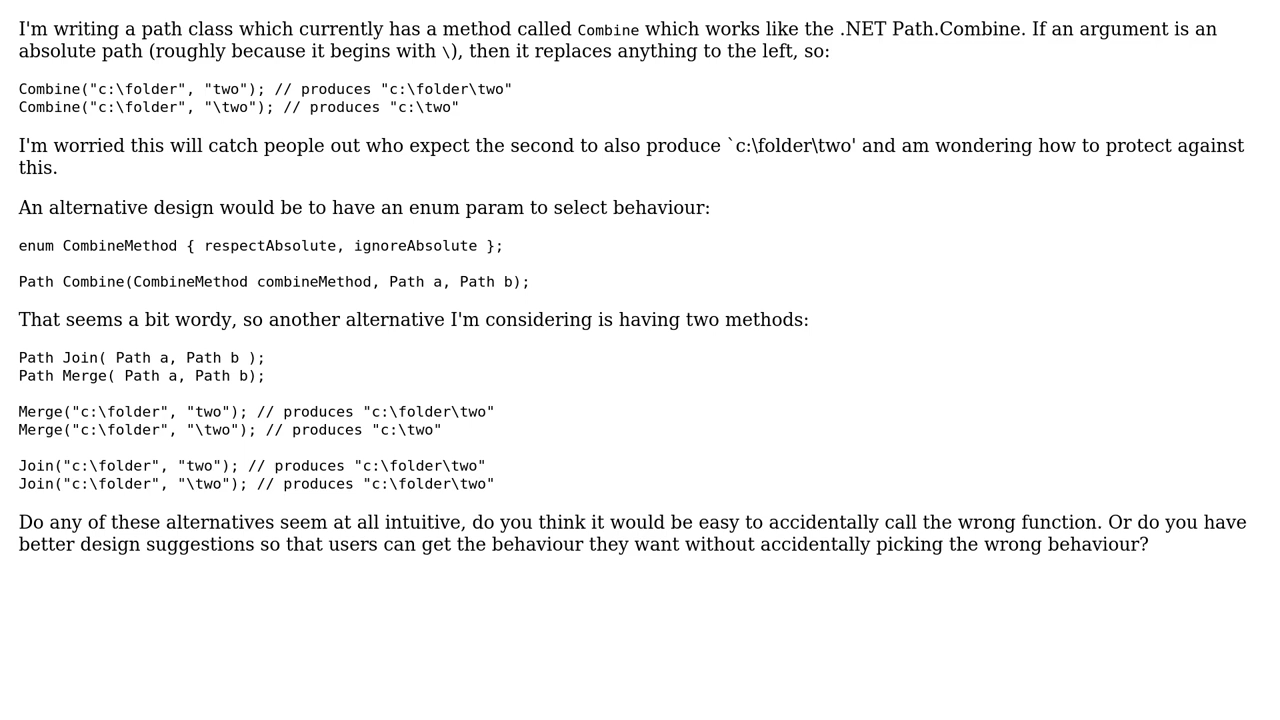 I'm writing a path class which currently has a method called Combine which works like the .NET Path.Combine. If an argument is an
absolute path (roughly because it begins with \), then it replaces anything to the left, so:
Combine("c:\folder", "two"); // produces "c:\folder\two"
Combine("c:\folder", "\two"); // produces "c:\two"
I'm worried this will catch people out who expect the second to also produce `c:\folder\two' and am wondering how to protect against
this.
An alternative design would be to have an enum param to select behaviour:
enum CombineMethod { respectAbsolute, ignoreAbsolute };
Path Combine(CombineMethod combineMethod, Path a, Path b);
That seems a bit wordy, so another alternative I'm considering is having two methods:
Path Join( Path a, Path b );
Path Merge( Path a, Path b);
Merge("c:\folder", "two"); // produces "c:\folder\two"
Merge("c:\folder", "\two"); // produces "c:\two"
Join("c:\folder", "two"); // produces "c:\folder\two"
Join("c:\folder", "\two"); // produces "c:\folder\two"
Do any of these alternatives seem at all intuitive, do you think it would be easy to accidentally call the wrong function. Or do you have
better design suggestions so that users can get the behaviour they want without accidentally picking the wrong behaviour?